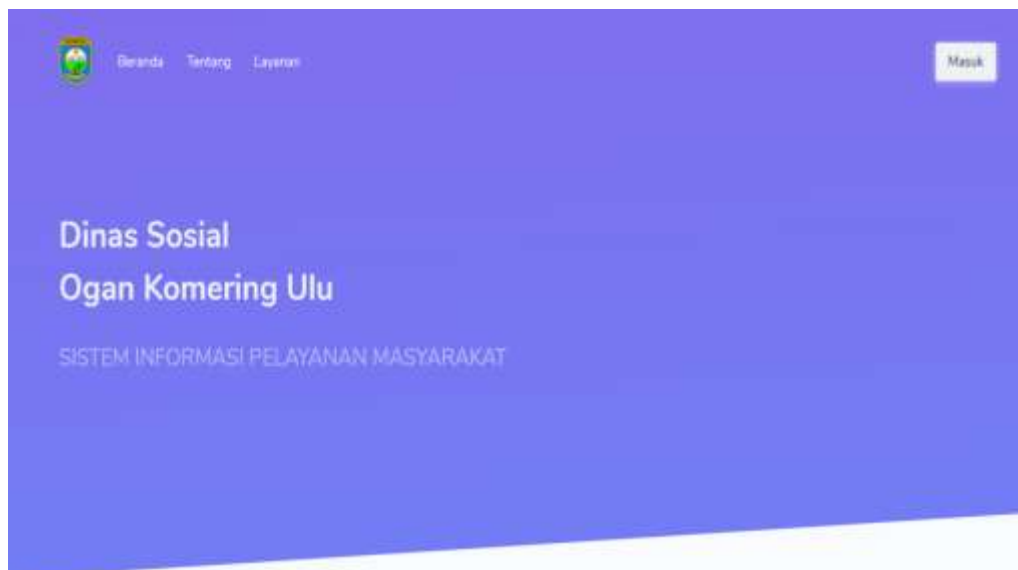 Beranda Tentang Layanan
Masuk
Dinas Sosial
Ogan Komering Ulu
SISTEM INFORMASI PELAYANAN MASYARAKAT